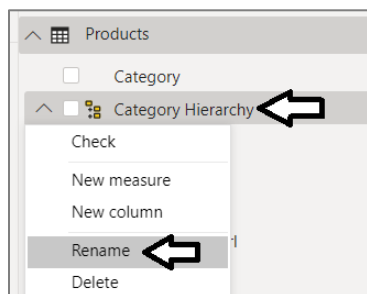 Products
Category
Category Hierarchy
Check
New measure
New column
Rename
Delete